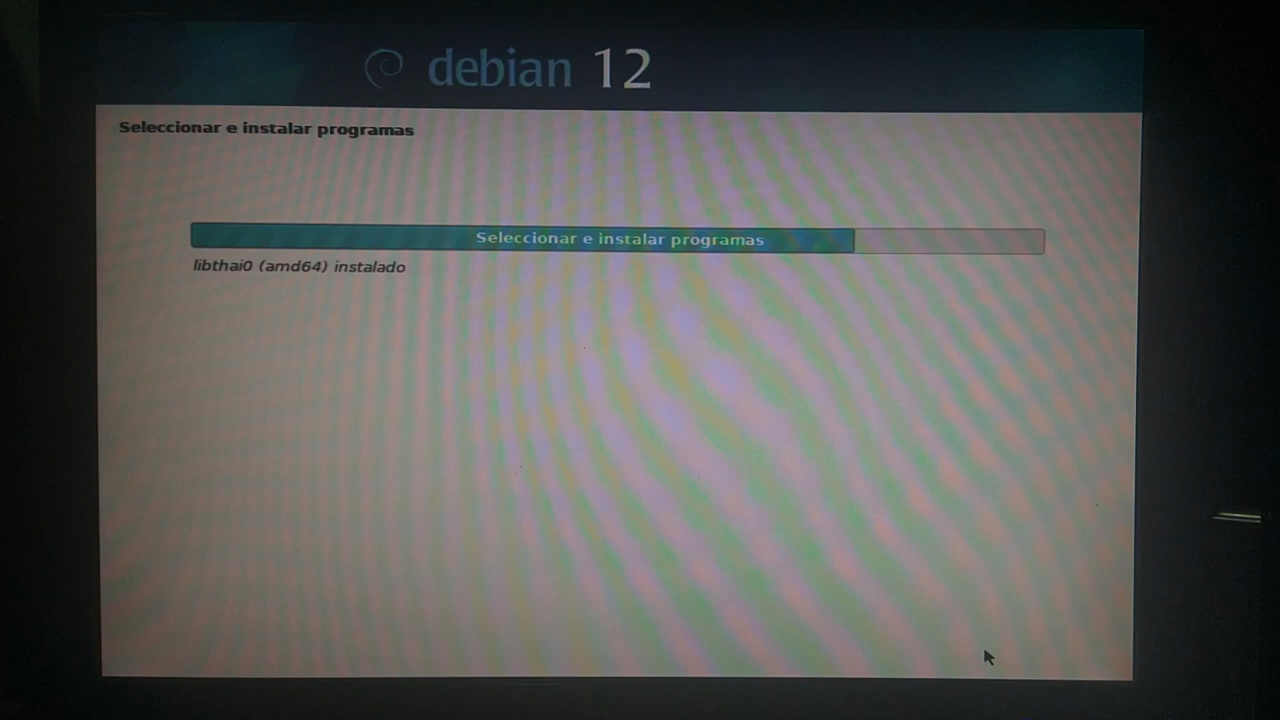 debian 12
Seleccionar e instalar programas
Seleccionar e instalar programas
libthai0 (amd64) instalado